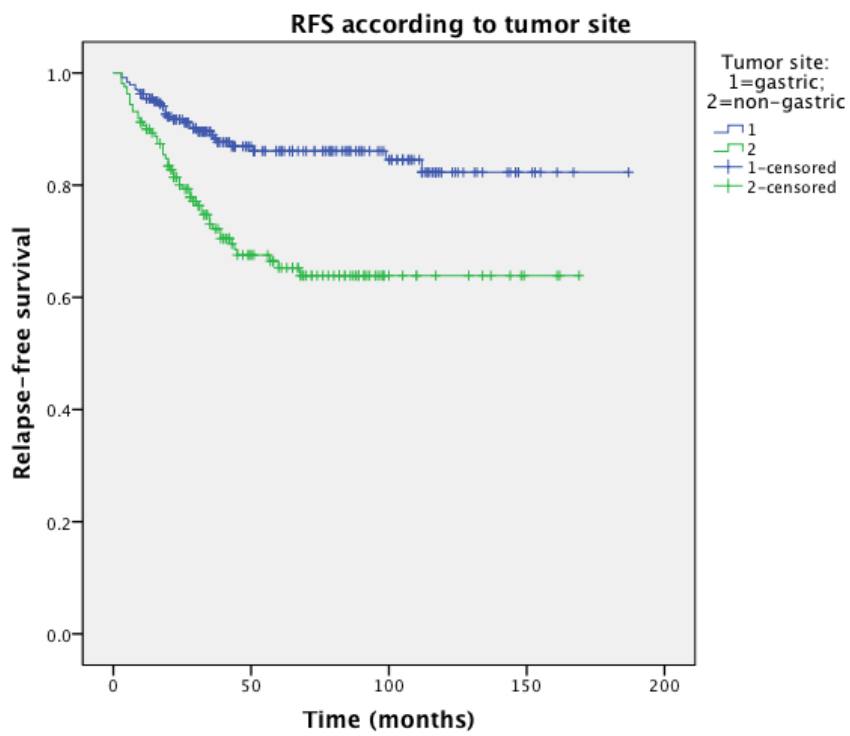 RFS according to tumor site
Tumor site:
1=gastric;
2=non-gastric
1
2
1-censored
2-censored
Relapse-free survival
1.0
0.8
0.6
0.4
0.2
0.0
0 50 100 150 200
Time (months)